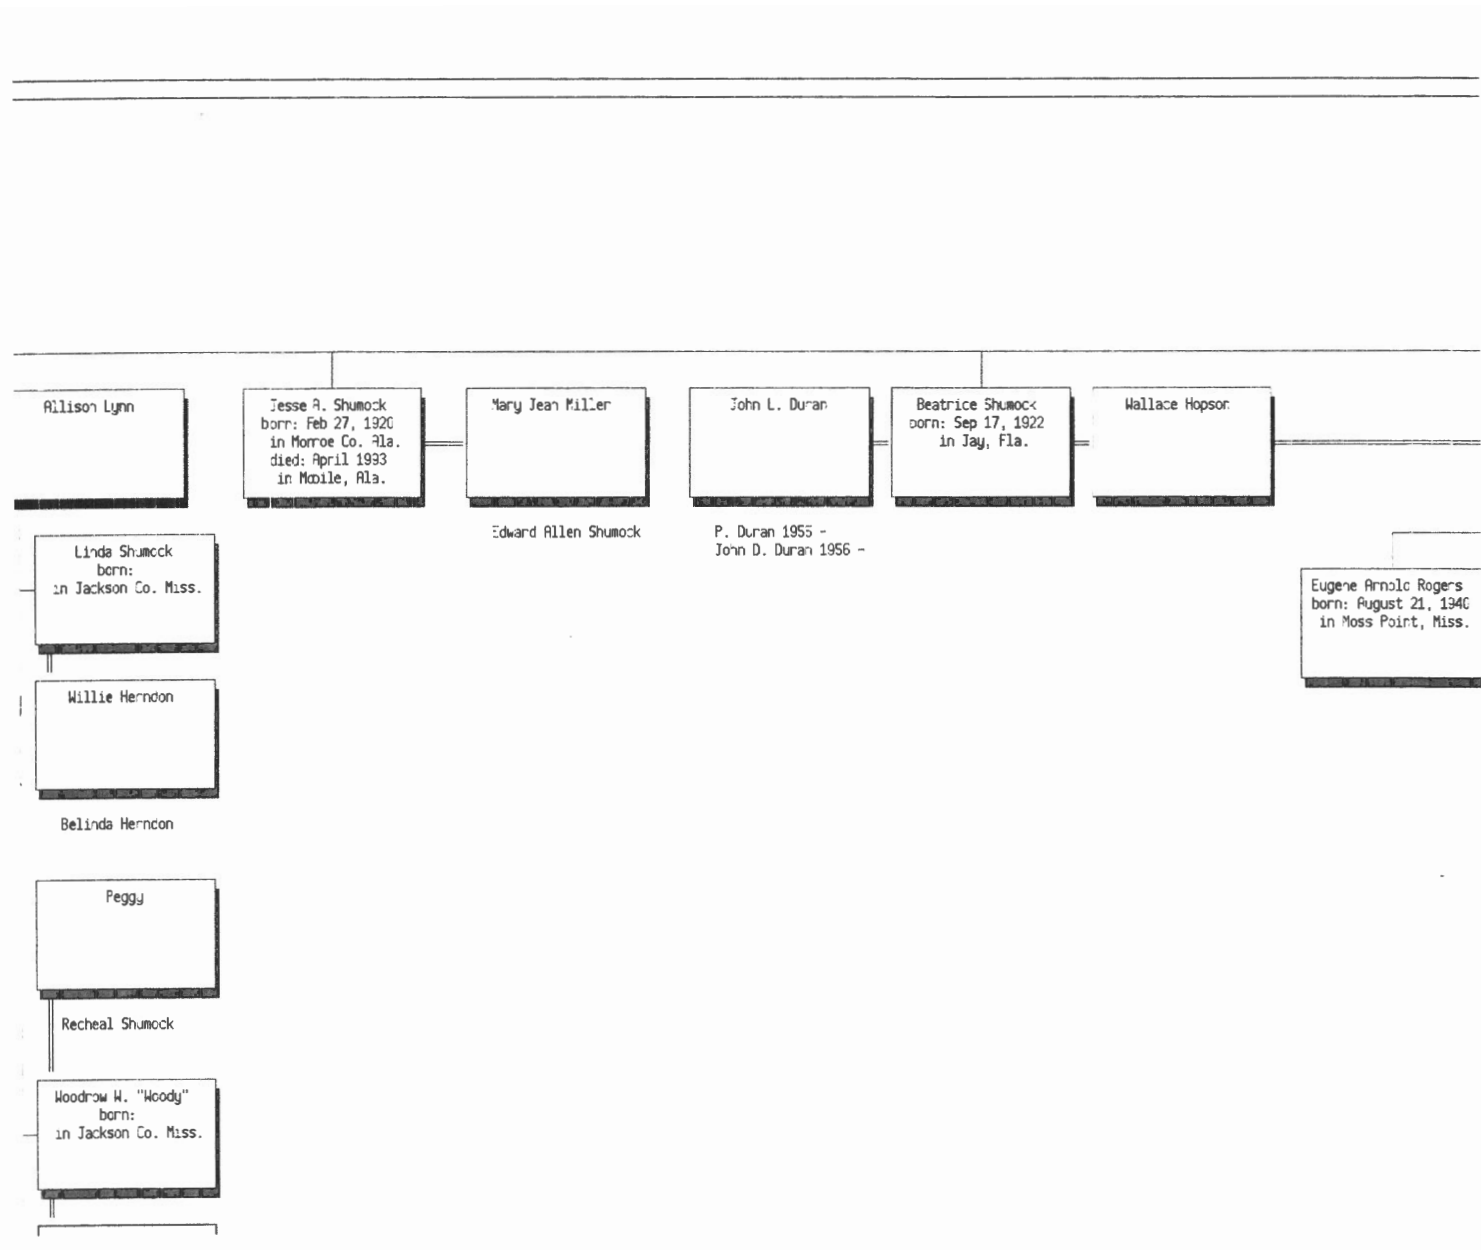 Allison Lynn
Jesse A. Shumock
born: Feb 27, 1920
in Monroe Co. Ala.
died: April 1993
in Mobile, Ala.
Mary Jean Miller
Edward Allen Shumock
John L. Duran
P. Duran 1955 -
John D. Duran 1956 -
Beatrice Shumock
born: Sep 17, 1922
in Jay, Fla.
Wallace Hopson
Eugene Arnold Rogers
born: August 21, 1940
in Moss Point, Miss.
Linda Shumock
born:
in Jackson Co. Miss.
Willie Herndon
Belinda Herndon
Peggy
Recheal Shumock
Woodrow W. "Woody"
born:
in Jackson Co. Miss.